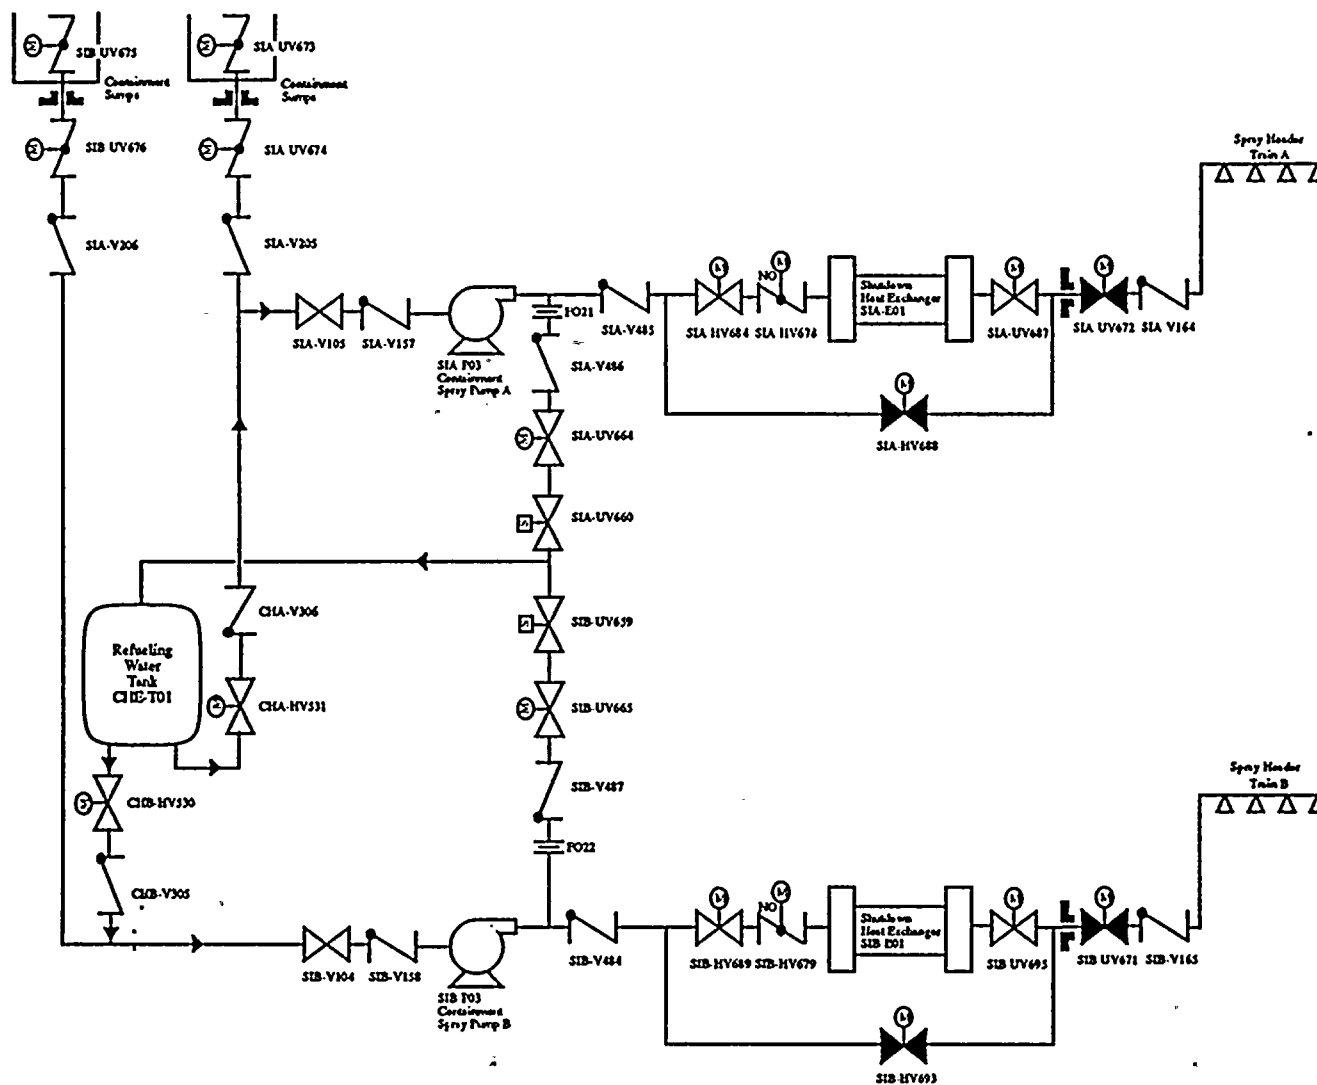 SIB UV675
SIA UV673
Containment
Sumps
Containment
Sumps
SIB UV676
SIA UV674
Spray Header
Train A
SIA-V206
SIA-V205
NO
Shutdown
Heat Exchanger
SIA-E01
FO21
SIA-V105
SIA-V157
SIA-V485
SIA HV684
SIA HV678
SIA-UV687
SIA UV672
SIA V164
SIA P03
Containment
Spray Pump A
SIA-V486
SIA-UV664
SIA-HV688
SIA-UV660
CHA-V306
SIB-UV659
Refueling
Water
Tank
CHE-T01
CHA-HV531
SIB-UV665
SIB-V487
Spray Header
Train B
CHB-HV530
FO22
CHB-V305
NO
Shutdown
Heat Exchanger
SIB E01
SIB-V104
SIB-V158
SIB-V484
SIB-HV689
SIB-HV679
SIB UV695
SIB UV671
SIB-V165
SIB P03
Containment
Spray Pump B
SIB-HV693